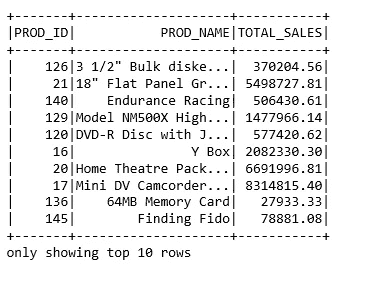 +-------+--------------------+-----------+
|PROD_ID|           PROD_NAME|TOTAL_SALES|
+-------+--------------------+-----------+
|    126|3 1/2" Bulk diske...|  370204.56|
|     21|18" Flat Panel Gr...| 5498727.81|
|    140|    Endurance Racing|  506430.61|
|    129|Model NM500X High...| 1477966.14|
|    120|DVD-R Disc with J...|  577420.62|
|     16|               Y Box| 2082330.30|
|     20|Home Theatre Pack...| 6691996.81|
|     17|Mini DV Camcorder...| 8314815.40|
|    136|    64MB Memory Card|   27933.33|
|    145|        Finding Fido|   78881.08|
+-------+--------------------+-----------+
only showing top 10 rows